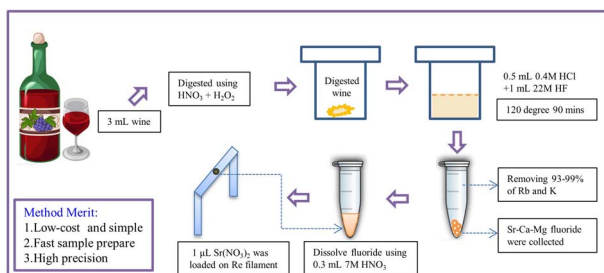 3 mL wine
Digested using
HNO₃ + H₂O₂
Digested
wine
0.5 mL 0.4M HCl
+1 mL 22M HF
120 degree 90 mins
Removing 93-99%
of Rb and K
Sr-Ca-Mg fluoride
were collected
Dissolve fluoride using
0.3 mL 7M HNO₃
1 μL Sr(NO₃)₂ was
loaded on Re filament
Method Merit:
1.Low-cost and simple
2.Fast sample prepare
3.High precision